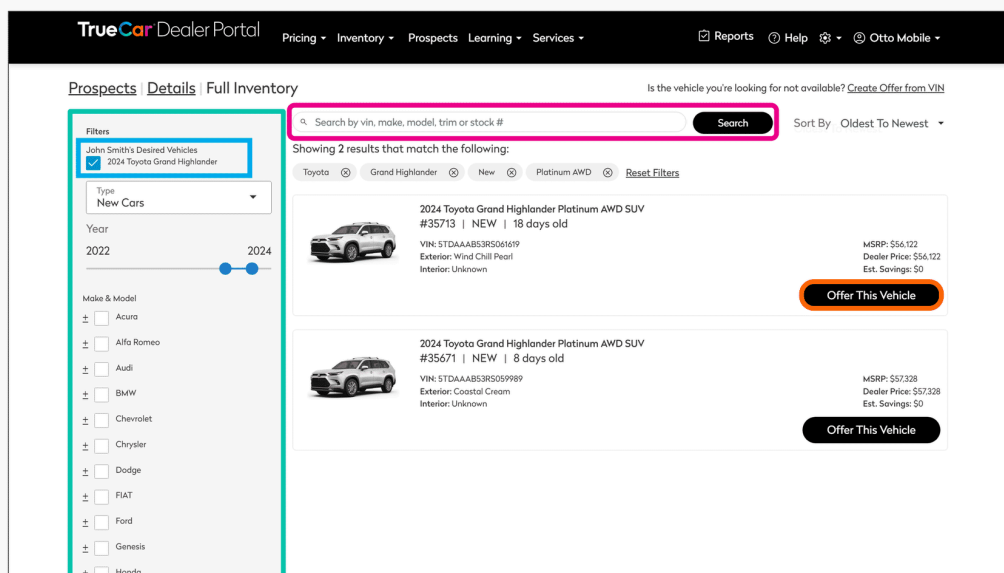 TrueCar Dealer Portal
Pricing Inventory Prospects Learning Services
Reports Help Otto Mobile
Prospects | Details | Full Inventory
Is the vehicle you're looking for not available? Create Offer from VIN
Filters
John Smith's Desired Vehicles
2024 Toyota Grand Highlander
Type
New Cars
Year
2022 2024
Make & Model
± Acura
± Alfa Romeo
± Audi
± BMW
± Chevrolet
± Chrysler
± Dodge
± FIAT
± Ford
± Genesis
± Honda
Search by vin, make, model, trim or stock #
Search
Sort By Oldest To Newest
Showing 2 results that match the following:
Toyota Grand Highlander New Platinum AWD Reset Filters
2024 Toyota Grand Highlander Platinum AWD SUV
#35713 | NEW | 18 days old
VIN: 5TDAAAB53RS061619
Exterior: Wind Chill Pearl
Interior: Unknown
MSRP: $56,122
Dealer Price: $56,122
Est. Savings: $0
Offer This Vehicle
2024 Toyota Grand Highlander Platinum AWD SUV
#35671 | NEW | 8 days old
VIN: 5TDAAAB53RS059989
Exterior: Coastal Cream
Interior: Unknown
MSRP: $57,328
Dealer Price: $57,328
Est. Savings: $0
Offer This Vehicle